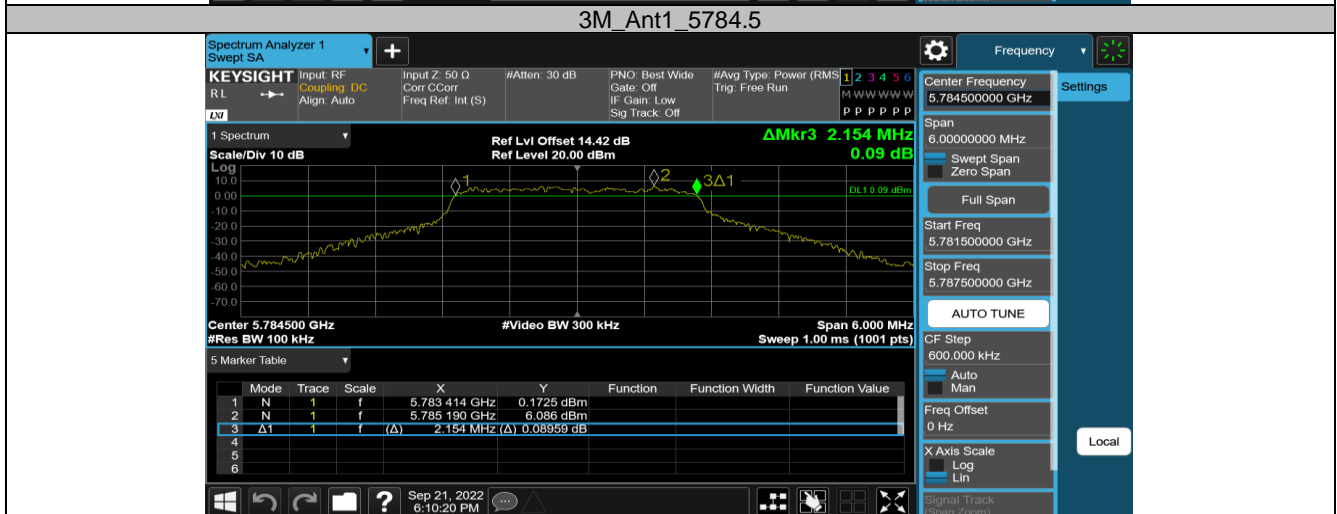 3M_Ant1_5784.5
Spectrum Analyzer 1
Swept SA
Frequency
KEYSIGHT
RL
LXI
Input: RF
Coupling: DC
Align: Auto
Input Z: 50 Ω
Corr CCorr
Freq Ref: Int (S)
#Atten: 30 dB
PNO: Best Wide
Gate: Off
IF Gain: Low
Sig Track: Off
#Avg Type: Power (RMS
Trig: Free Run
1 2 3 4 5 6
M W W W W W
P P P P P P
Center Frequency
5.784500000 GHz
Settings
1 Spectrum
Scale/Div 10 dB
Ref Lvl Offset 14.42 dB
Ref Level 20.00 dBm
ΔMkr3 2.154 MHz
0.09 dB
Span
6.00000000 MHz
Swept Span
Zero Span
Full Span
Log
10.0
0.00
-10.0
-20.0
-30.0
-40.0
-50.0
-60.0
-70.0
1
2
3Δ1
DL1 0.09 dBm
Start Freq
5.781500000 GHz
Stop Freq
5.787500000 GHz
AUTO TUNE
Center 5.784500 GHz
#Res BW 100 kHz
#Video BW 300 kHz
Span 6.000 MHz
Sweep 1.00 ms (1001 pts)
CF Step
600.000 kHz
Auto
Man
5 Marker Table
Mode Trace Scale X Y Function Function Width Function Value
1 N 1 f 5.783 414 GHz 0.1725 dBm
2 N 1 f 5.785 190 GHz 6.086 dBm
3 Δ1 1 f (Δ) 2.154 MHz (Δ) 0.08959 dB
4
5
6
Freq Offset
0 Hz
X Axis Scale
Log
Lin
Local
Signal Track
(Span Zoom)
?
Sep 21, 2022
6:10:20 PM